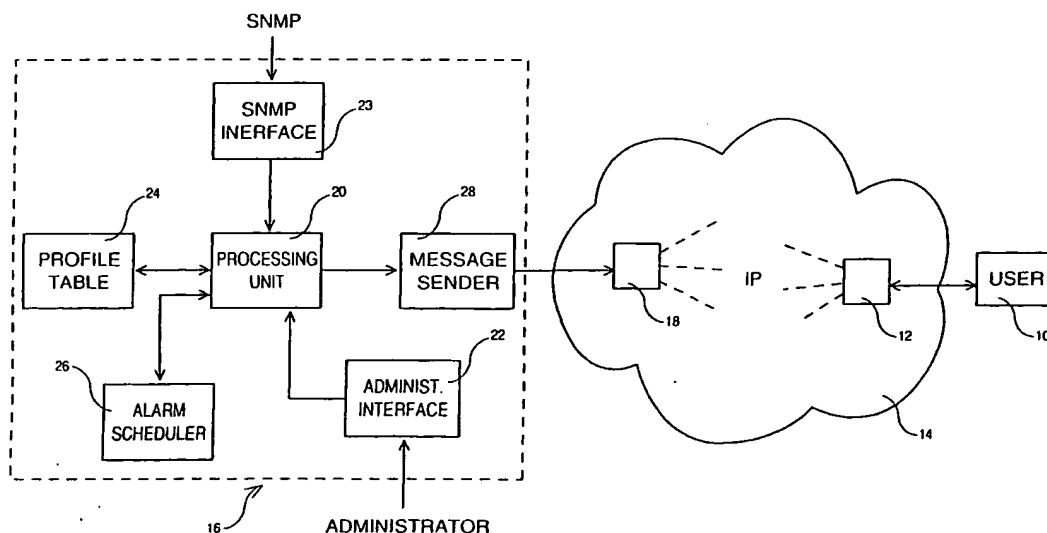 SNMP
SNMP
INERFACE
23
24
20
28
PROFILE
TABLE
PROCESSING
UNIT
MESSAGE
SENDER
IP
USER
18
12
10
26
22
ALARM
SCHEDULER
ADMINIST.
INTERFACE
14
16
ADMINISTRATOR